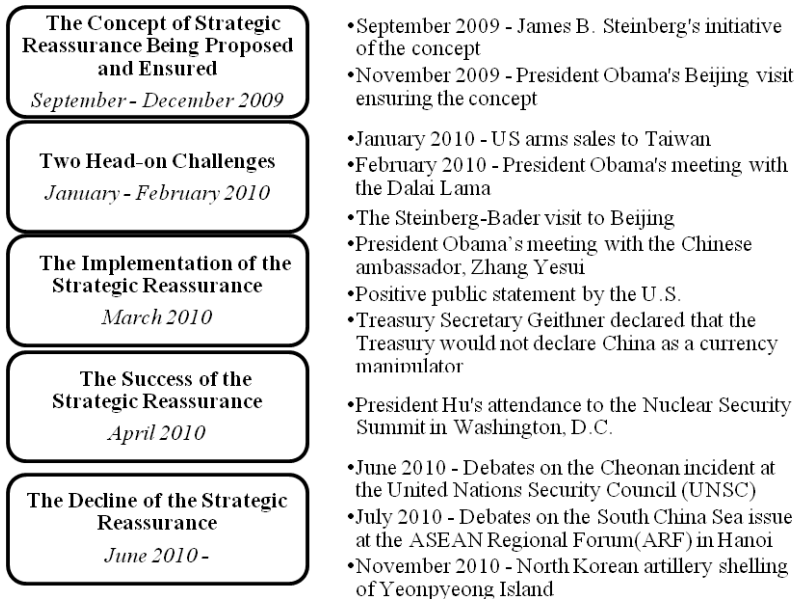 The Concept of Strategic
Reassurance Being Proposed
and Ensured
September - December 2009
•September 2009 - James B. Steinberg's initiative
of the concept
•November 2009 - President Obama's Beijing visit
ensuring the concept
Two Head-on Challenges
January - February 2010
•January 2010 - US arms sales to Taiwan
•February 2010 - President Obama's meeting with
the Dalai Lama
The Implementation of the
Strategic Reassurance
March 2010
•The Steinberg-Bader visit to Beijing
•President Obama’s meeting with the Chinese
ambassador, Zhang Yesui
•Positive public statement by the U.S.
•Treasury Secretary Geithner declared that the
Treasury would not declare China as a currency
manipulator
The Success of the
Strategic Reassurance
April 2010
•President Hu's attendance to the Nuclear Security
Summit in Washington, D.C.
The Decline of the Strategic
Reassurance
June 2010 -
•June 2010 - Debates on the Cheonan incident at
the United Nations Security Council (UNSC)
•July 2010 - Debates on the South China Sea issue
at the ASEAN Regional Forum(ARF) in Hanoi
•November 2010 - North Korean artillery shelling
of Yeonpyeong Island